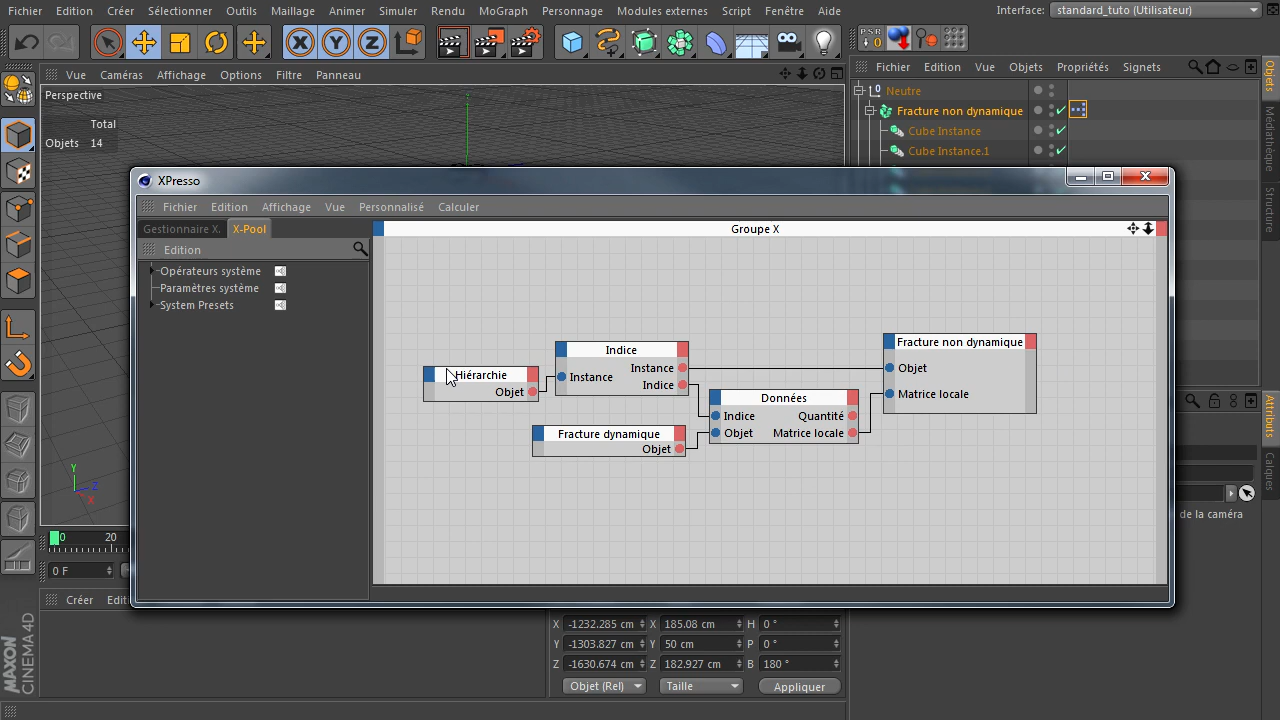 Fichier Edition Créer Sélectionner Outils Maillage Animer Simuler Rendu MoGraph Personnage Modules externes Script Fenêtre Aide Interface: standard_tuto (Utilisateur)
X Y Z
PSR
0
Vue Caméras Affichage Options Filtre Panneau
Fichier Edition Vue Objets Propriétés Signets
Perspective
Total
Objets 14
Neutre
Fracture non dynamique
Cube Instance
Cube Instance.1
Objets
Médiathèque
Structure
XPresso
Fichier Edition Affichage Vue Personnalisé Calculer
Gestionnaire X. X-Pool
Edition
Opérateurs système
Paramètres système
System Presets
Groupe X
Hiérarchie
Objet
Indice
Instance
Instance
Indice
Fracture dynamique
Objet
Données
Indice Quantité
Objet Matrice locale
Fracture non dynamique
Objet
Matrice locale
Attributs
Calques
de la caméra
Y
Z
X
0 20
0 F
Créer Editi
X -1232.285 cm X 185.08 cm H 0 °
Y -1303.827 cm Y 50 cm P 0 °
Z -1630.674 cm Z 182.927 cm B 180 °
Objet (Rel) Taille Appliquer
MAXON
CINEMA 4D